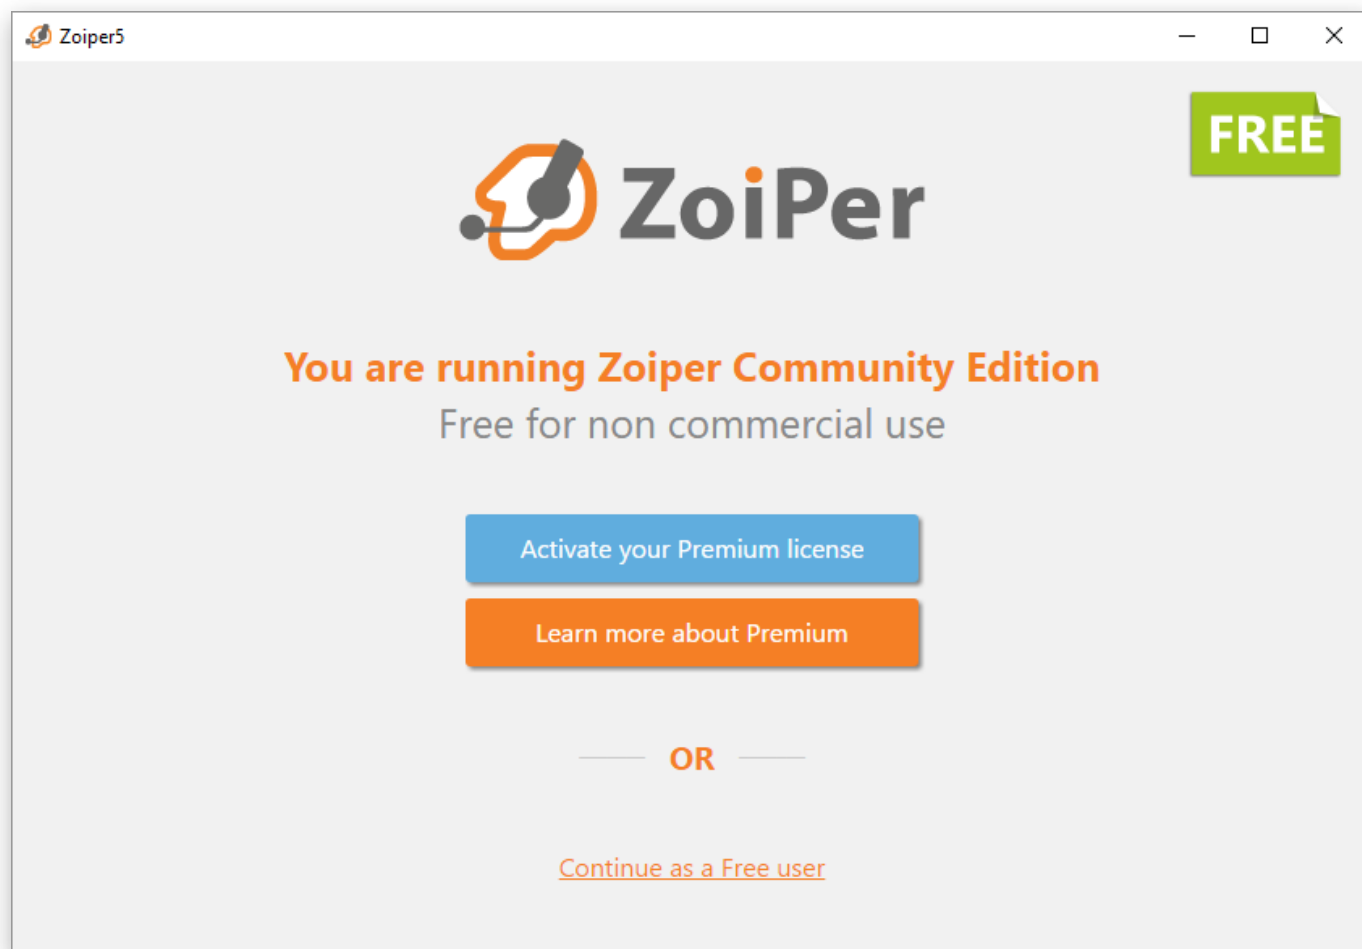 Zoiper5
FREE
ZoiPer
You are running Zoiper Community Edition
Free for non commercial use
Activate your Premium license
Learn more about Premium
OR
Continue as a Free user